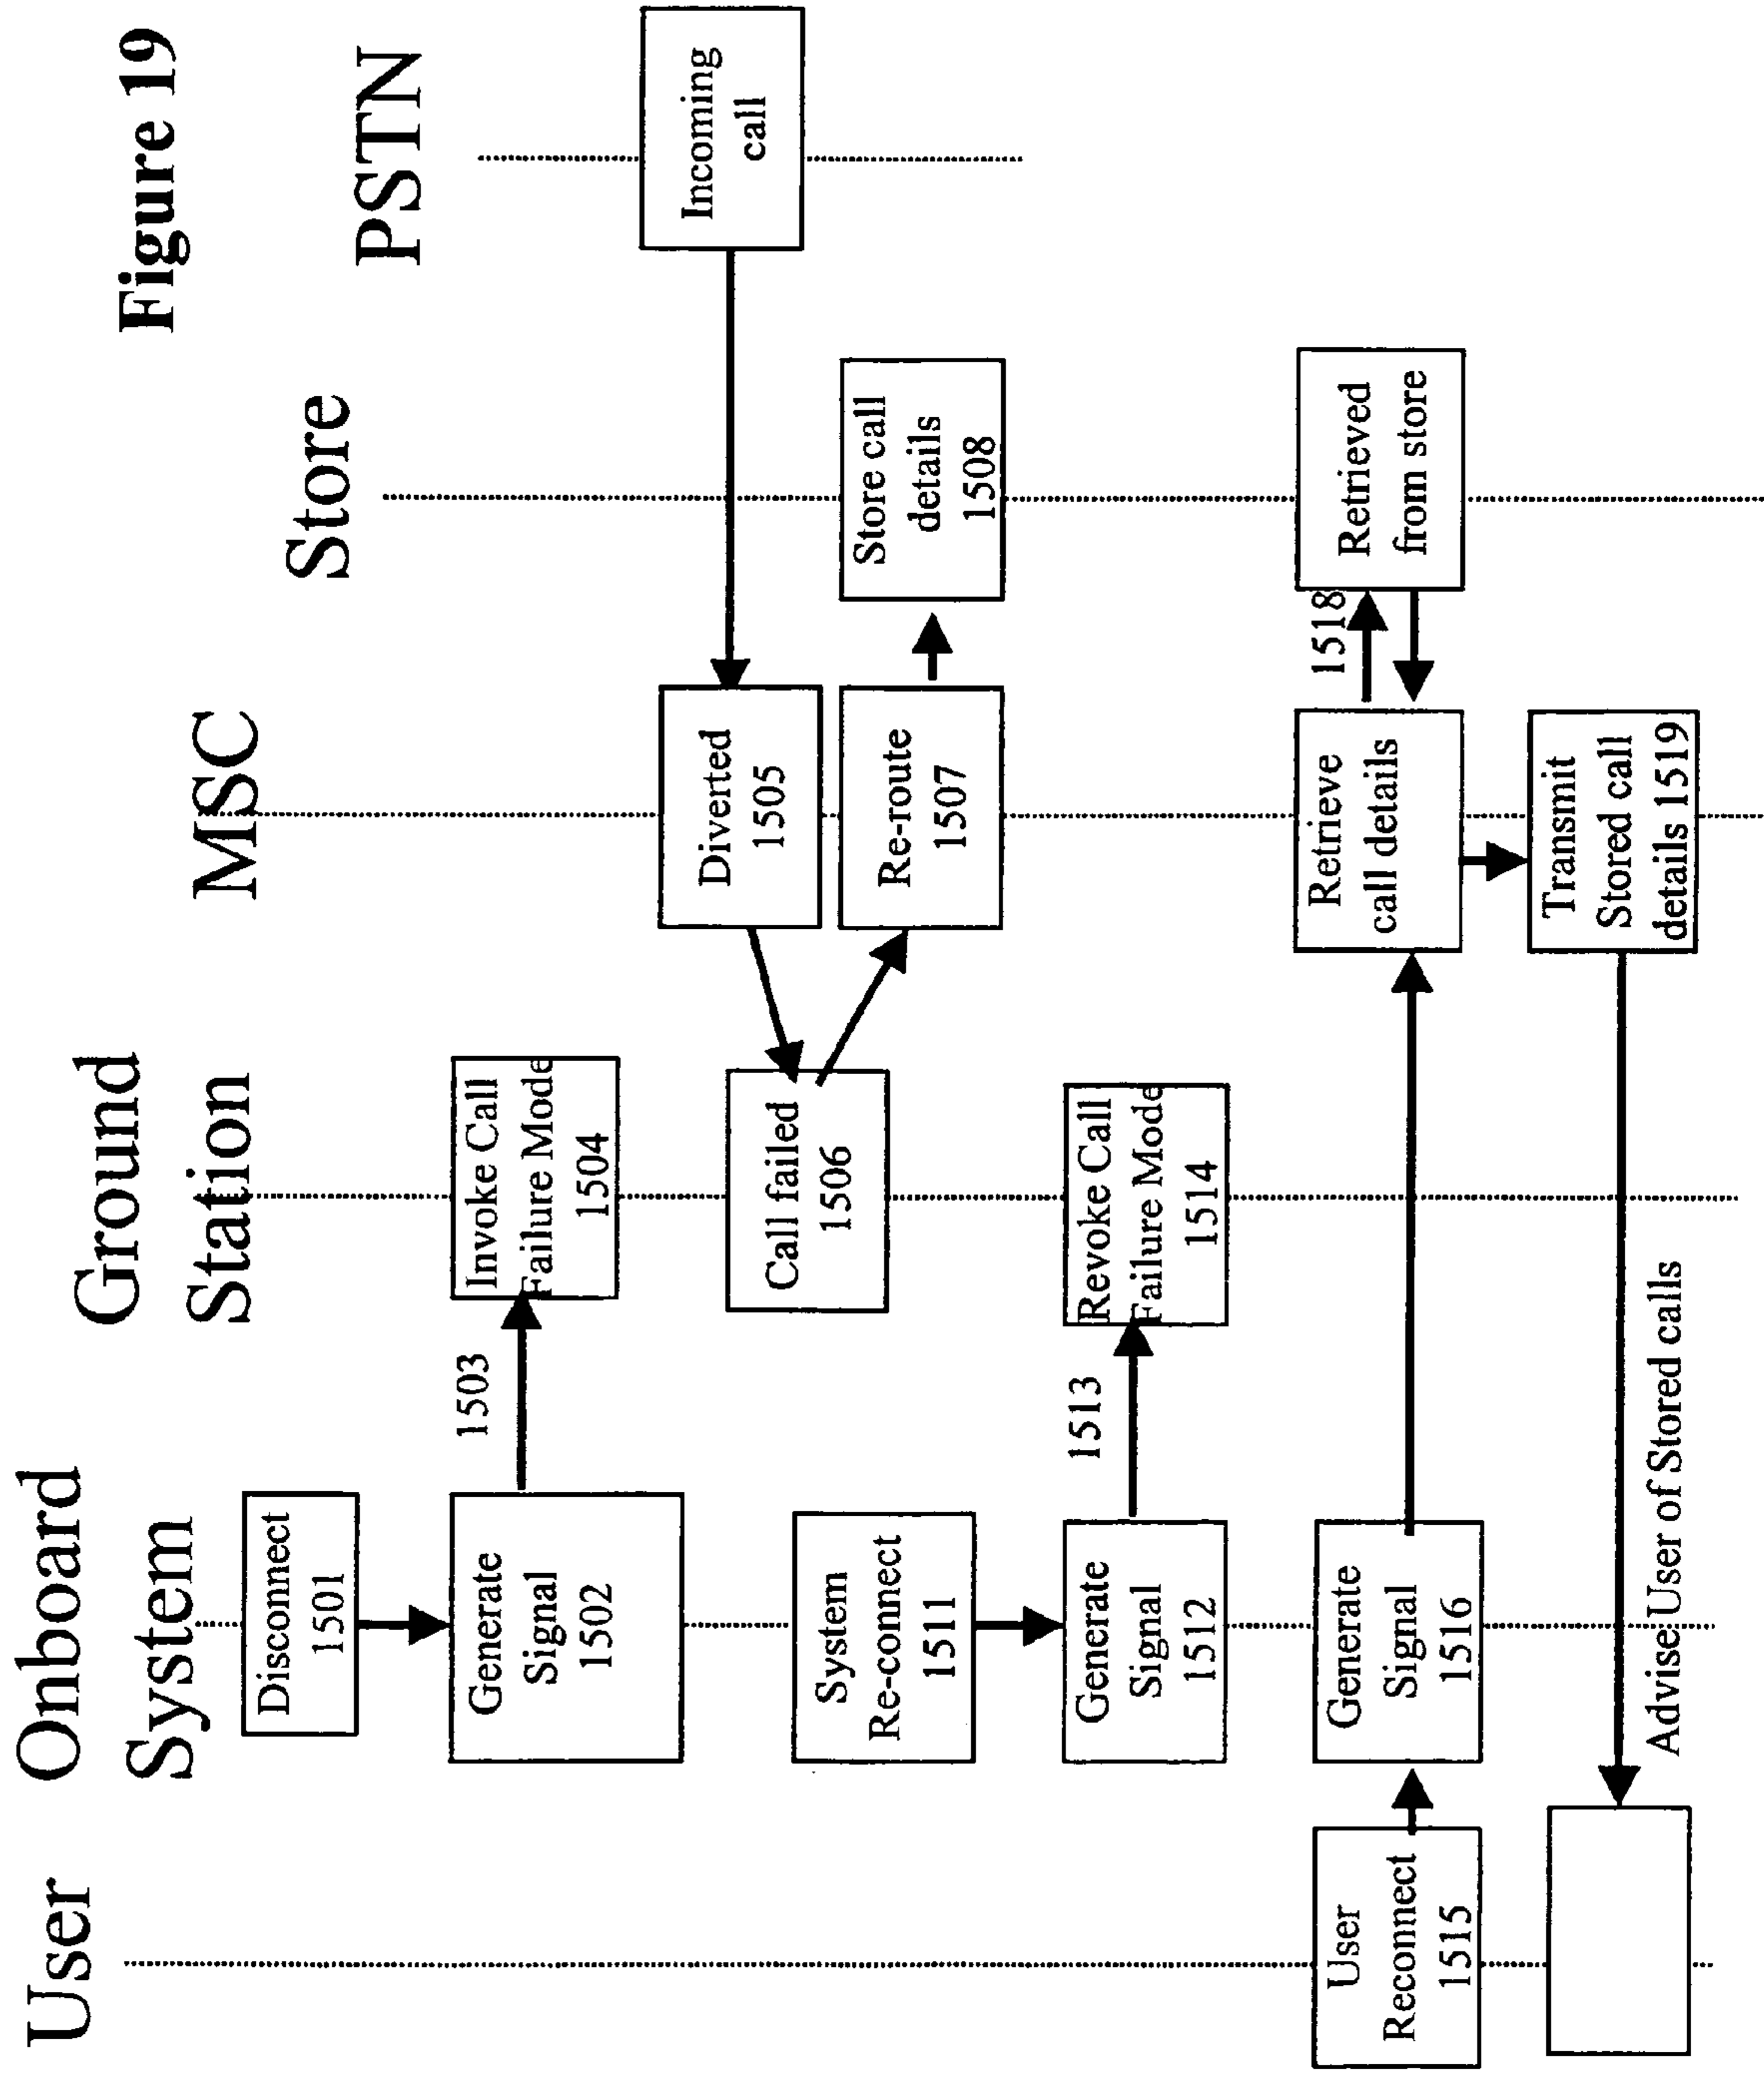 Figure 19
User
Onboard
System
Ground
Station
MSC
Store
PSTN
Disconnect
1501
Generate
Signal
1502
1503
Invoke Call
Failure Mode
1504
Incoming
call
Diverted
1505
Call failed
1506
Re-route
1507
Store call
details
1508
System
Re-connect
1511
Generate
Signal
1512
1513
Revoke Call
Failure Mode
1514
User
Reconnect
1515
Generate
Signal
1516
Retrieve
call details
1518
Retrieved
from store
Transmit
Stored call
details 1519
Advise User of Stored calls